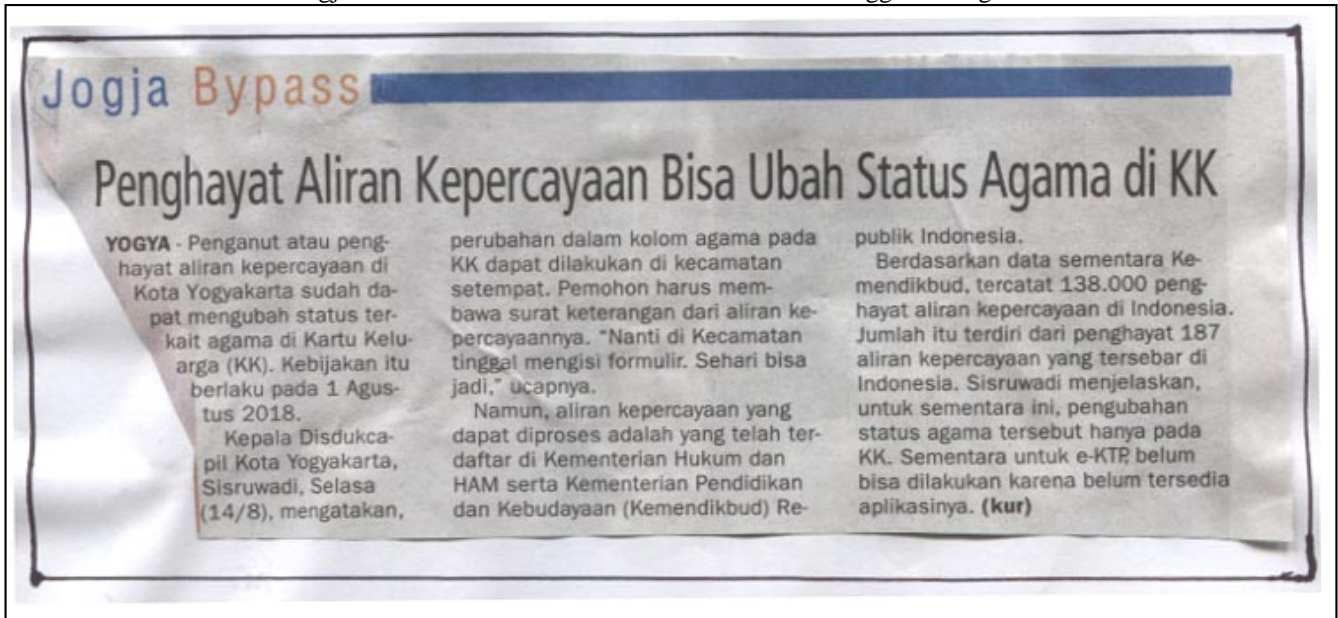 Jogja Bypass
Penghayat Aliran Kepercayaan Bisa Ubah Status Agama di KK
YOGYA - Penganut atau peng-
hayat aliran kepercayaan di
Kota Yogyakarta sudah da-
pat mengubah status ter-
kait agama di Kartu Kelu-
arga (KK). Kebijakan itu
berlaku pada 1 Agus-
tus 2018.
Kepala Disdukca-
pil Kota Yogyakarta,
Sisruwadi, Selasa
(14/8), mengatakan,
perubahan dalam kolom agama pada
KK dapat dilakukan di kecamatan
setempat. Pemohon harus mem-
bawa surat keterangan dari aliran ke-
percayaannya. "Nanti di Kecamatan
tinggal mengisi formulir. Sehari bisa
jadi," ucapnya.
Namun, aliran kepercayaan yang
dapat diproses adalah yang telah ter-
daftar di Kementerian Hukum dan
HAM serta Kementerian Pendidikan
dan Kebudayaan (Kemendikbud) Re-
publik Indonesia.
Berdasarkan data sementara Ke-
mendikbud, tercatat 138.000 peng-
hayat aliran kepercayaan di Indonesia.
Jumlah itu terdiri dari penghayat 187
aliran kepercayaan yang tersebar di
Indonesia. Sisruwadi menjelaskan,
untuk sementara ini, pengubahan
status agama tersebut hanya pada
KK. Sementara untuk e-KTP, belum
bisa dilakukan karena belum tersedia
aplikasinya. (kur)